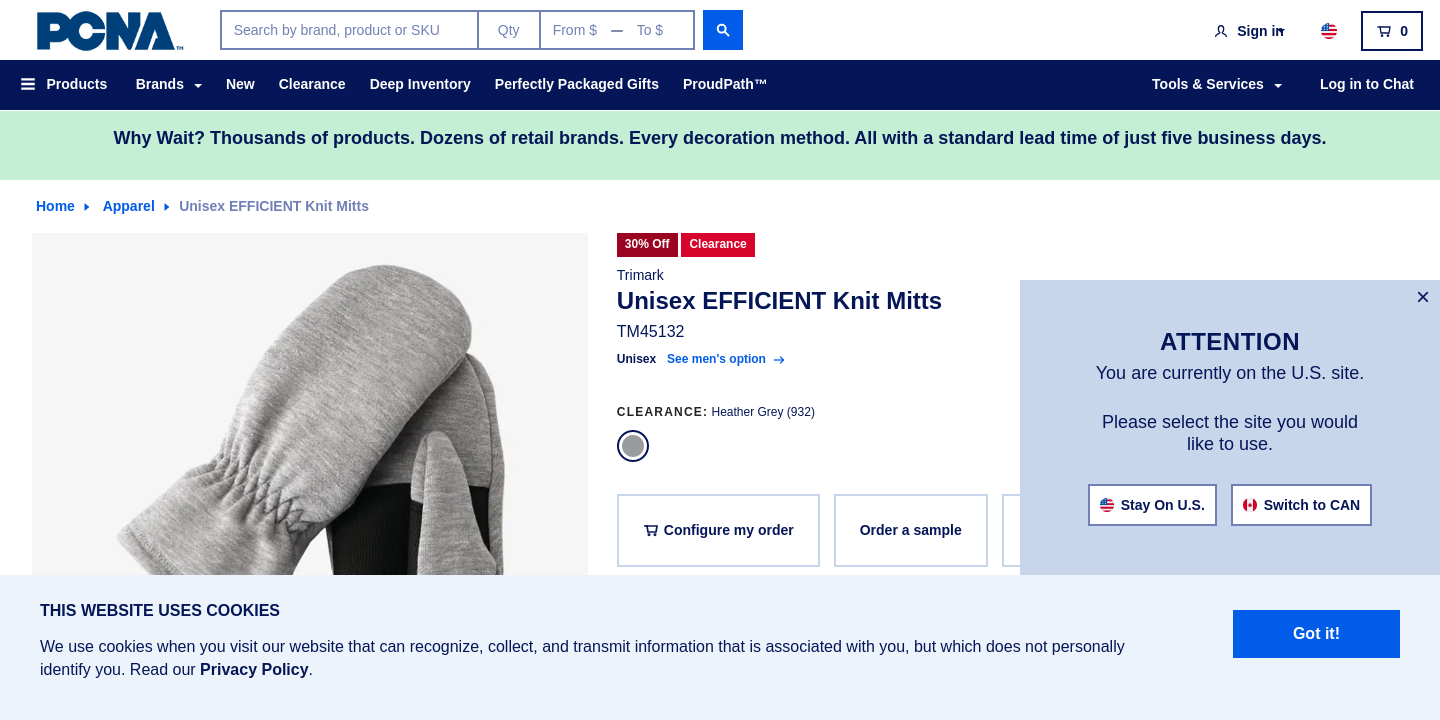 PCNA™
Search by brand, product or SKU
Qty
From $ — To $
Sign in
0
Products
Brands
New
Clearance
Deep Inventory
Perfectly Packaged Gifts
ProudPath™
Tools & Services
Log in to Chat
Why Wait? Thousands of products. Dozens of retail brands. Every decoration method. All with a standard lead time of just five business days.
Home
Apparel
Unisex EFFICIENT Knit Mitts
30% Off
Clearance
Trimark
Unisex EFFICIENT Knit Mitts
TM45132
Unisex
See men's option
CLEARANCE: Heather Grey (932)
Configure my order
Order a sample
×
ATTENTION
You are currently on the U.S. site.
Please select the site you would
like to use.
Stay On U.S.
Switch to CAN
THIS WEBSITE USES COOKIES
We use cookies when you visit our website that can recognize, collect, and transmit information that is associated with you, but which does not personally
identify you. Read our Privacy Policy.
Got it!